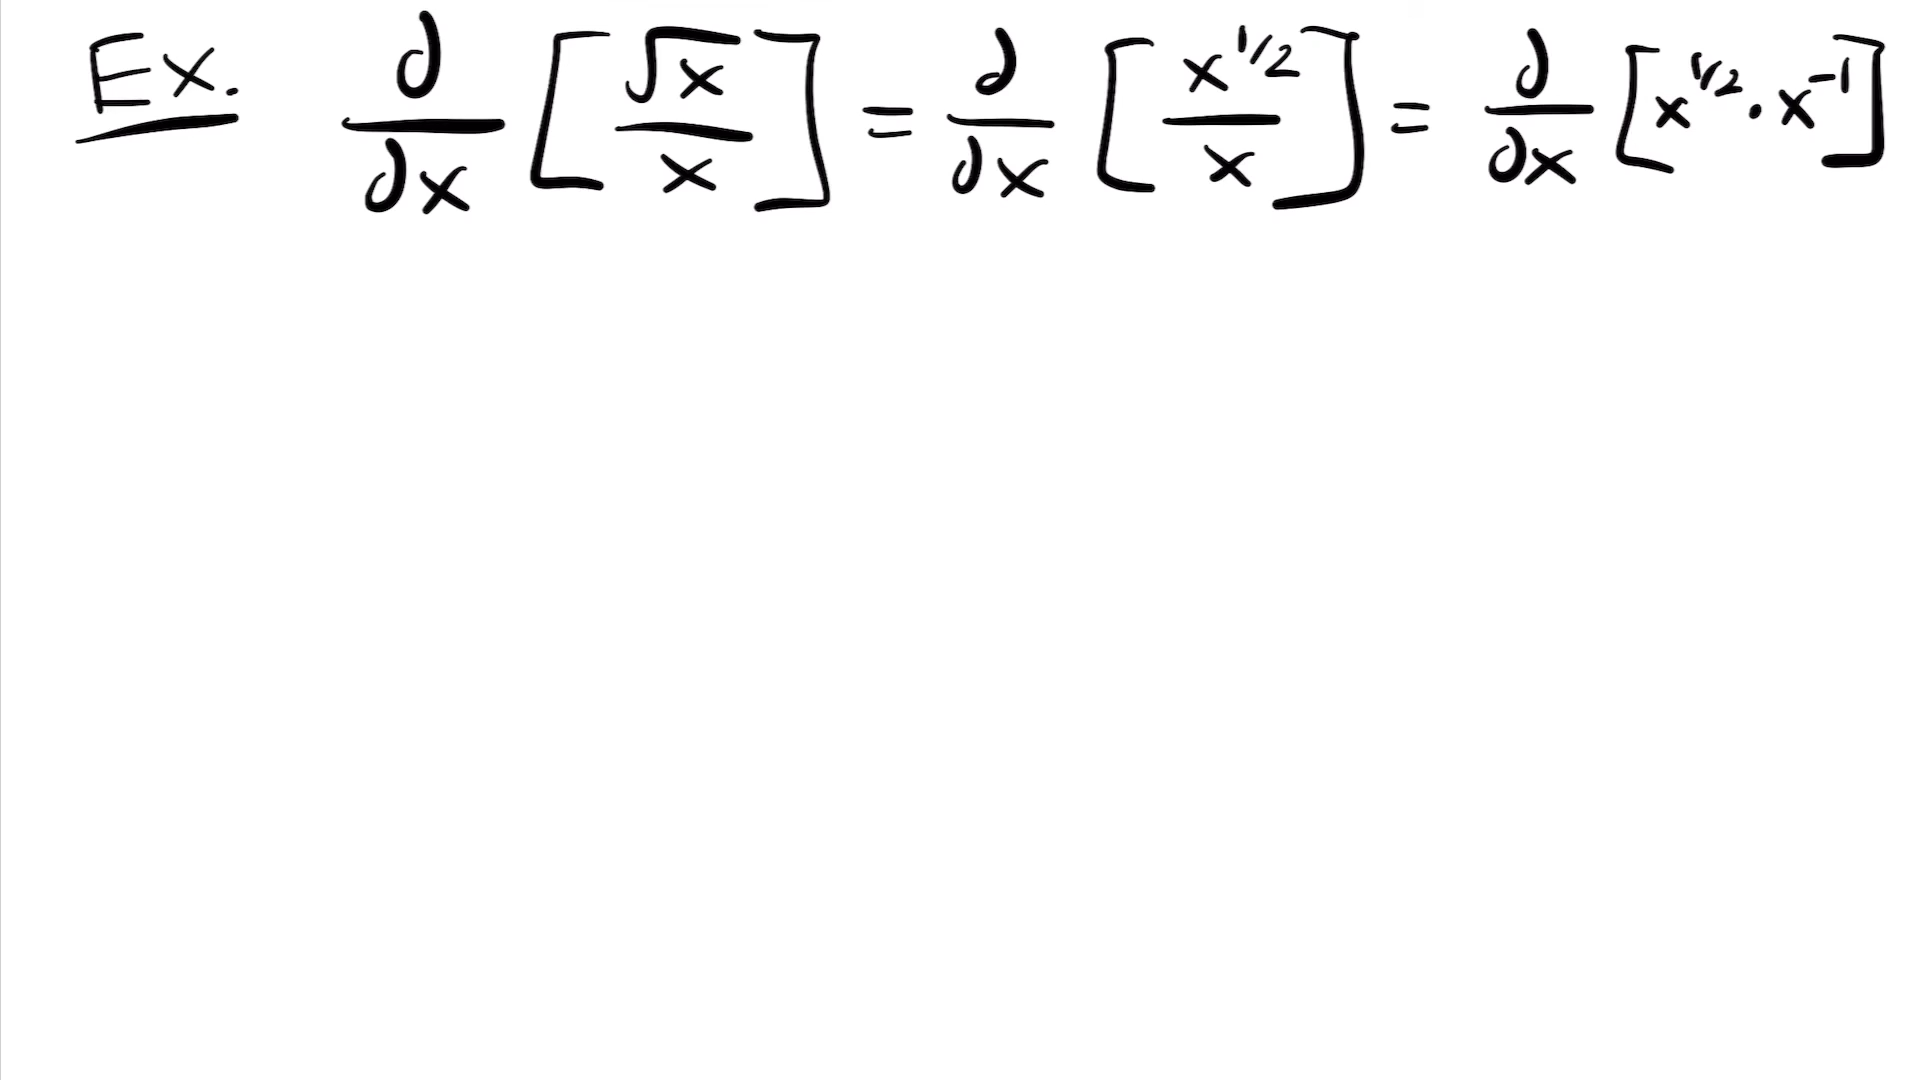 Ex. ∂/∂x [√x / x] = ∂/∂x [x^{1/2} / x] = ∂/∂x [x^{1/2} · x^{-1}]